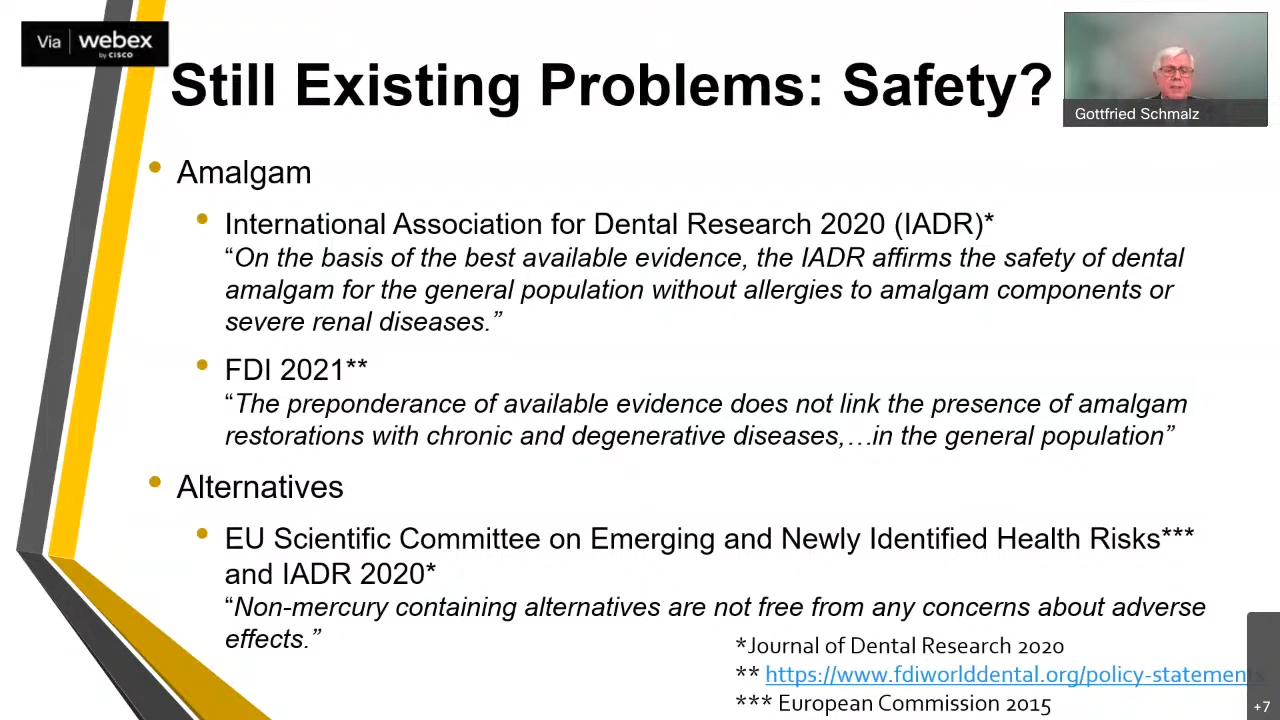 Via webex
by CISCO
Still Existing Problems: Safety?
Gottfried Schmalz
• Amalgam
• International Association for Dental Research 2020 (IADR)*
“On the basis of the best available evidence, the IADR affirms the safety of dental
amalgam for the general population without allergies to amalgam components or
severe renal diseases.”
• FDI 2021**
“The preponderance of available evidence does not link the presence of amalgam
restorations with chronic and degenerative diseases,…in the general population”
• Alternatives
• EU Scientific Committee on Emerging and Newly Identified Health Risks***
and IADR 2020*
“Non-mercury containing alternatives are not free from any concerns about adverse
effects.”
*Journal of Dental Research 2020
** https://www.fdiworlddental.org/policy-statements
*** European Commission 2015
+7